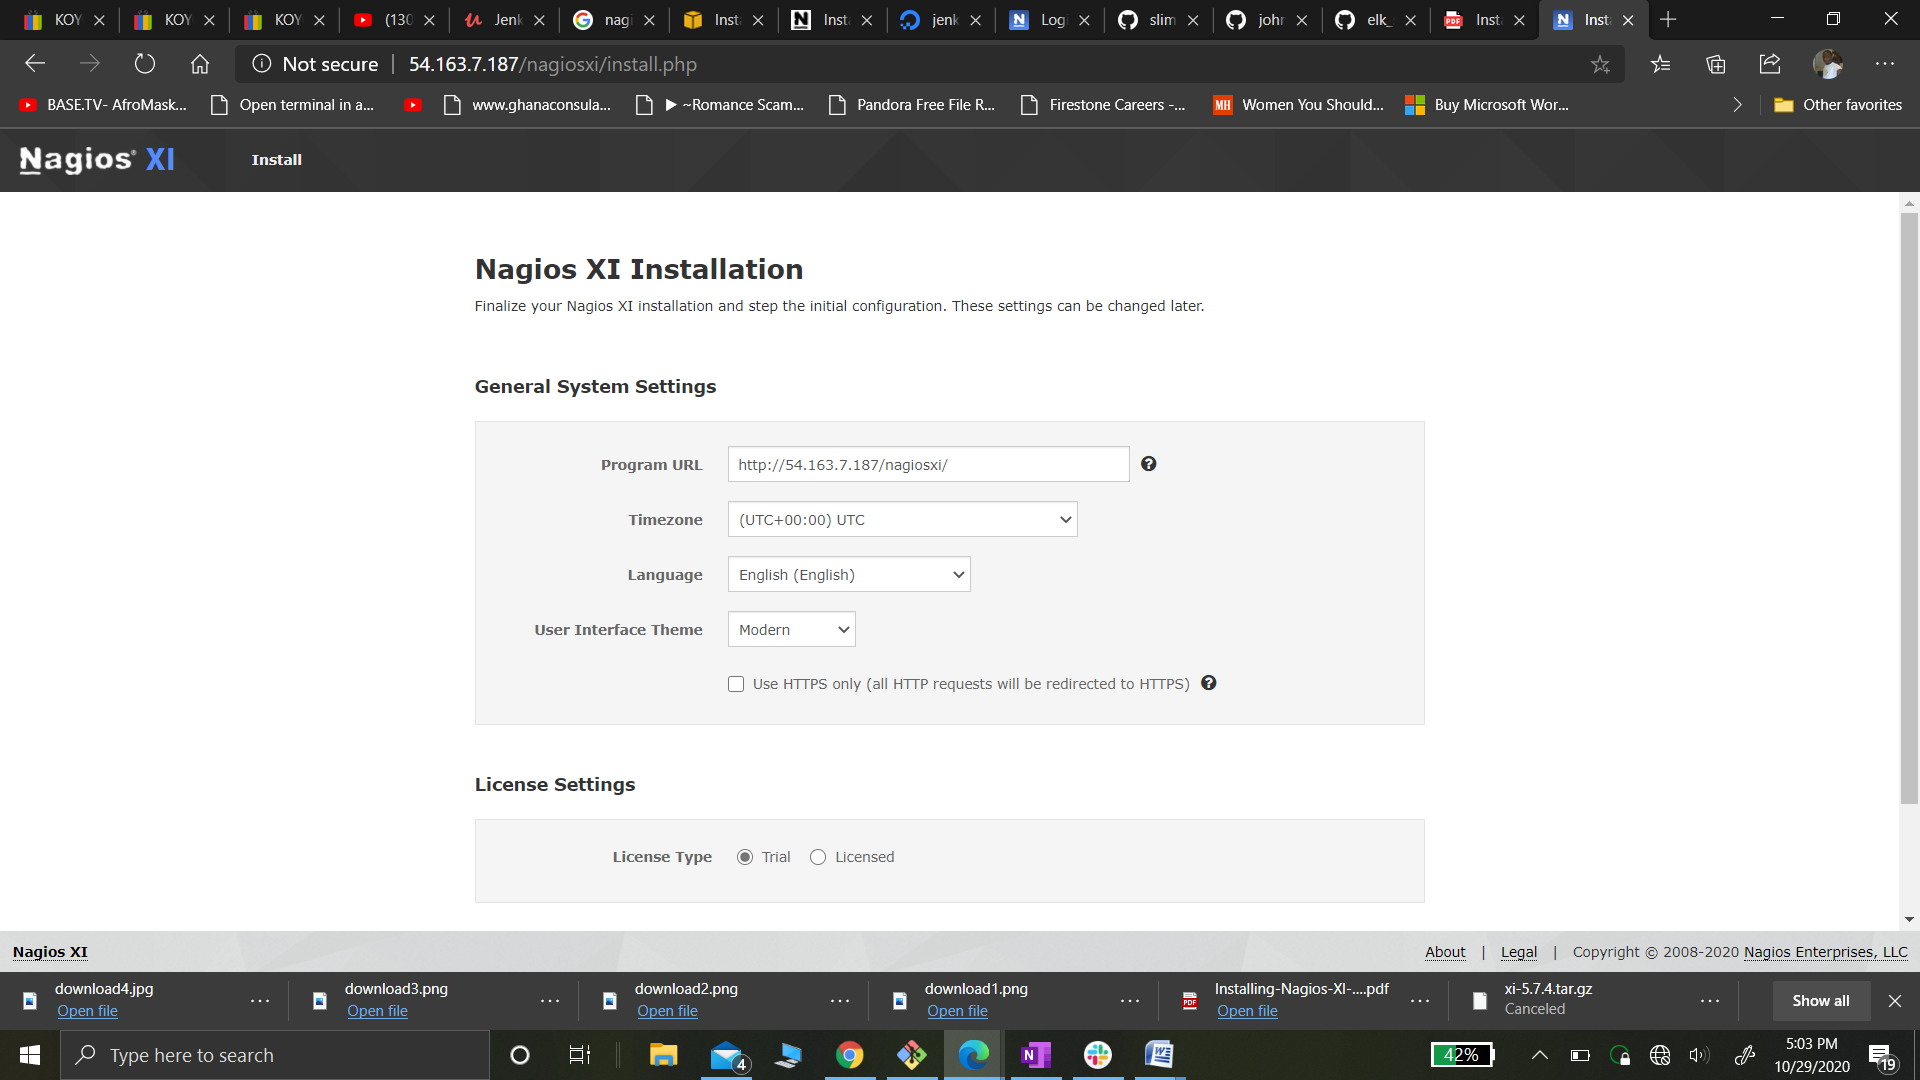 KOY KOY KOY (130 Jenk nagi Insta Insta jenk Logi slim john elk_ Insta Insta
Not secure | 54.163.7.187/nagiosxi/install.php
BASE.TV- AfroMask... Open terminal in a... www.ghanaconsula... ▶ ~Romance Scam... Pandora Free File R... Firestone Careers -... MH Women You Should... Buy Microsoft Wor... Other favorites
Nagios® XI Install
Nagios XI Installation
Finalize your Nagios XI installation and step the initial configuration. These settings can be changed later.
General System Settings
Program URL http://54.163.7.187/nagiosxi/
Timezone (UTC+00:00) UTC
Language English (English)
User Interface Theme Modern
Use HTTPS only (all HTTP requests will be redirected to HTTPS)
License Settings
License Type Trial Licensed
Nagios XI About | Legal | Copyright © 2008-2020 Nagios Enterprises, LLC
download4.jpg download3.png download2.png download1.png Installing-Nagios-XI-....pdf xi-5.7.4.tar.gz
Open file Open file Open file Open file Open file Canceled Show all
Type here to search 4 42% 5:03 PM
10/29/2020 19